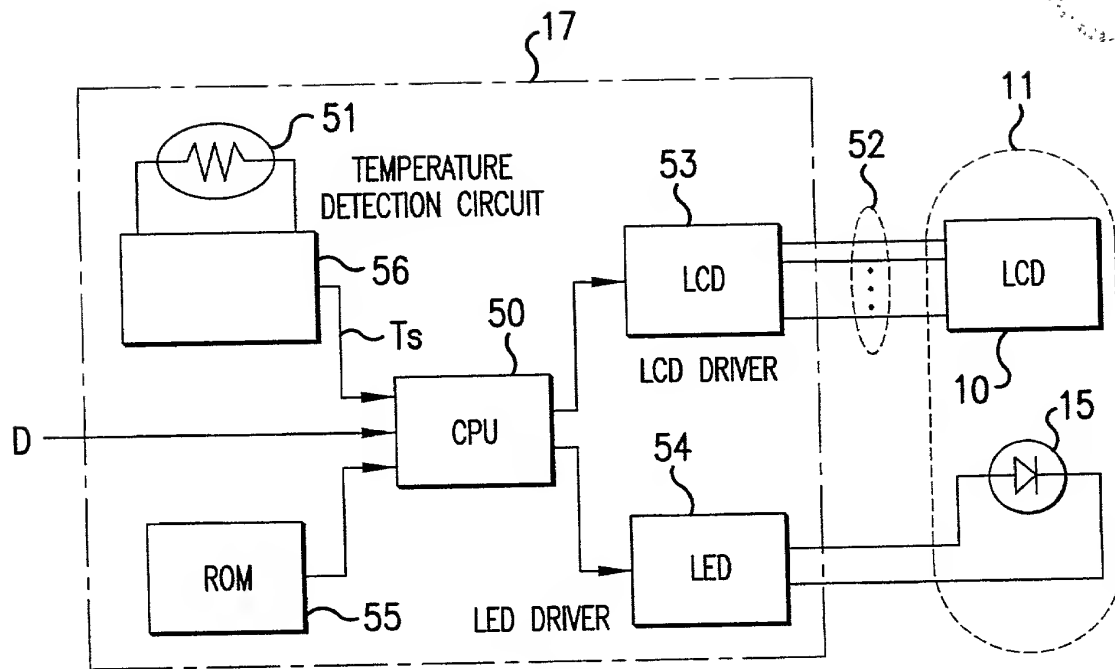 17
11
51
TEMPERATURE
DETECTION CIRCUIT
52
53
LCD
LCD
56
Ts
50
LCD DRIVER
10
15
D
CPU
54
ROM
LED
55
LED DRIVER